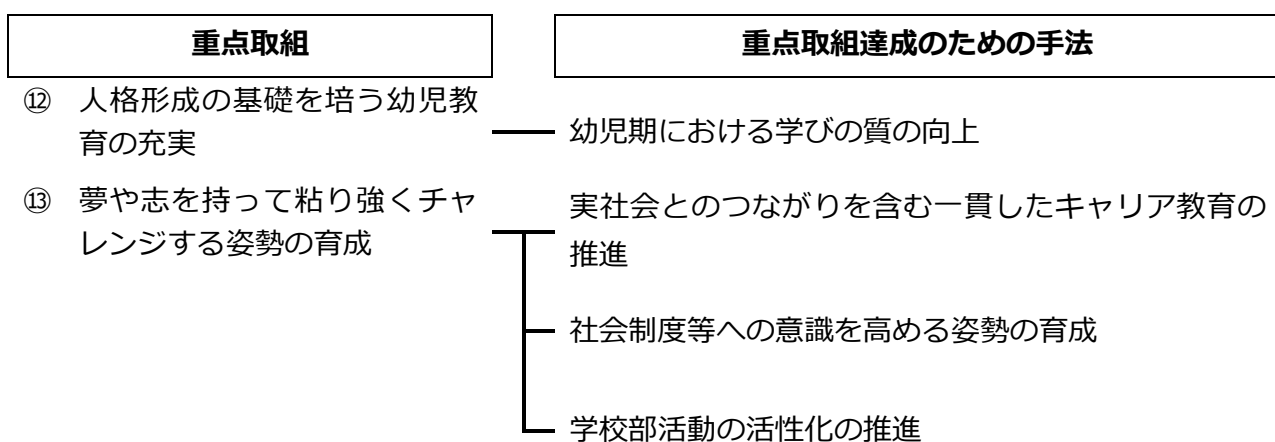 重点取組
重点取組達成のための手法
⑫ 人格形成の基礎を培う幼児教
育の充実
幼児期における学びの質の向上
⑬ 夢や志を持って粘り強くチャ
レンジする姿勢の育成
実社会とのつながりを含む一貫したキャリア教育の
推進
社会制度等への意識を高める姿勢の育成
学校部活動の活性化の推進